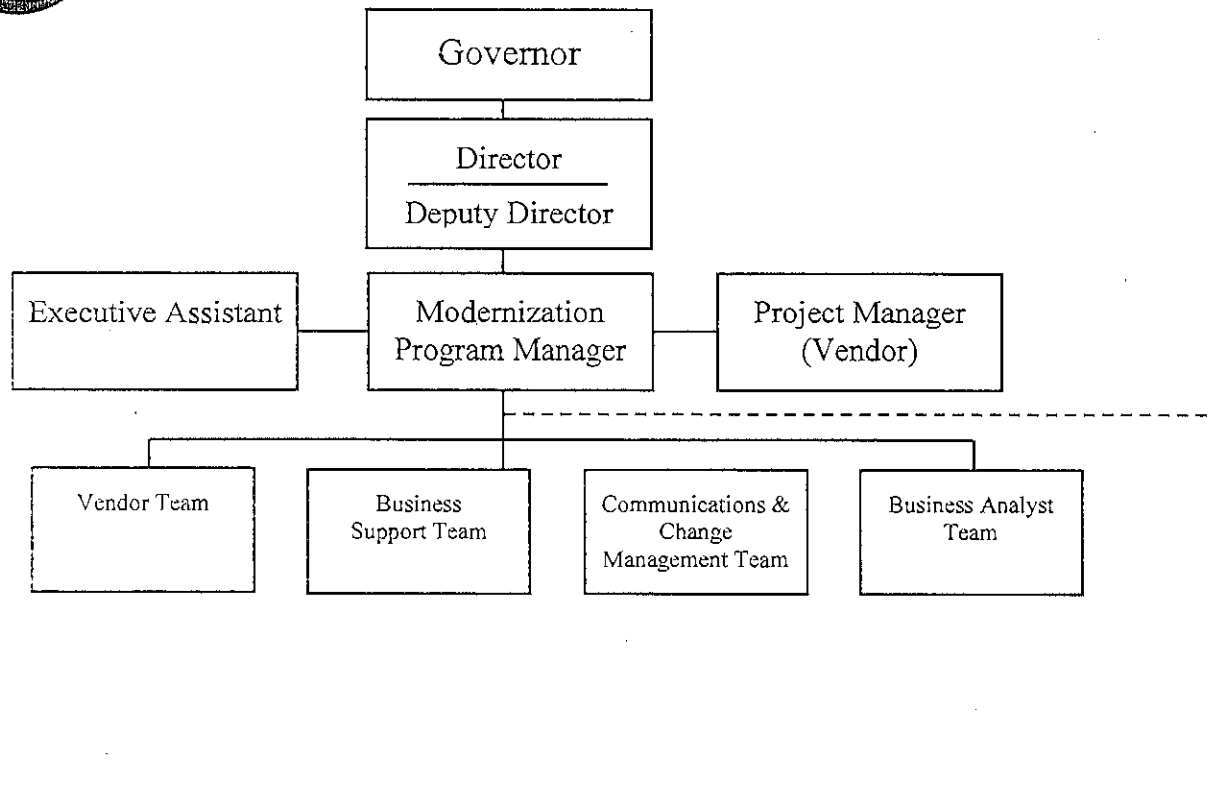 Governor
Director
Deputy Director
Executive Assistant
Modernization
Program Manager
Project Manager
(Vendor)
Vendor Team
Business
Support Team
Communications &
Change
Management Team
Business Analyst
Team